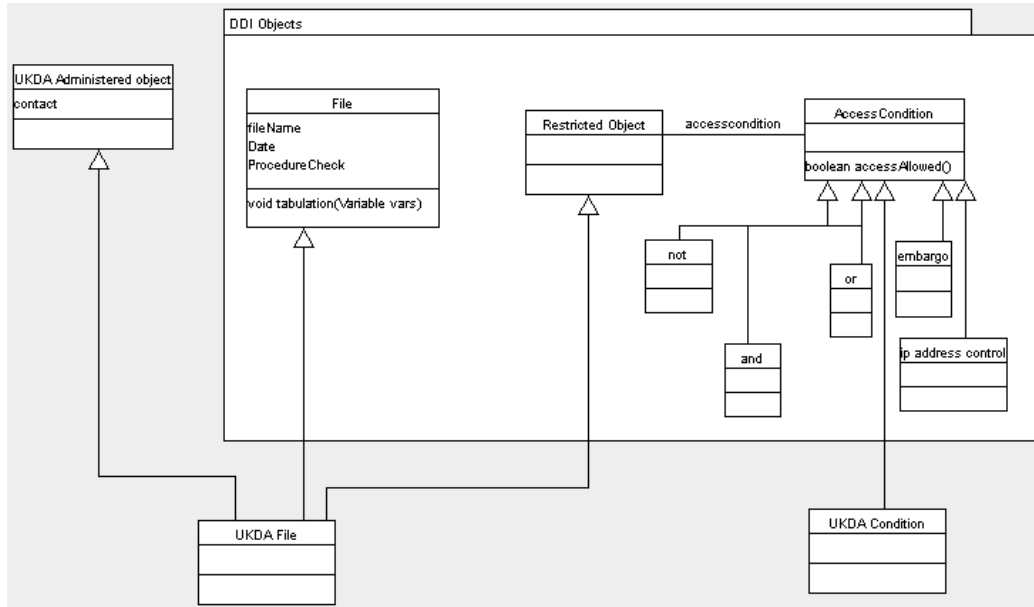 DDI Objects
UKDA Administered object
contact
File
fileName
Date
ProcedureCheck
void tabulation(Variable vars)
Restricted Object
accesscondition
AccessCondition
boolean accessAllowed()
not
and
or
embargo
ip address control
UKDA File
UKDA Condition